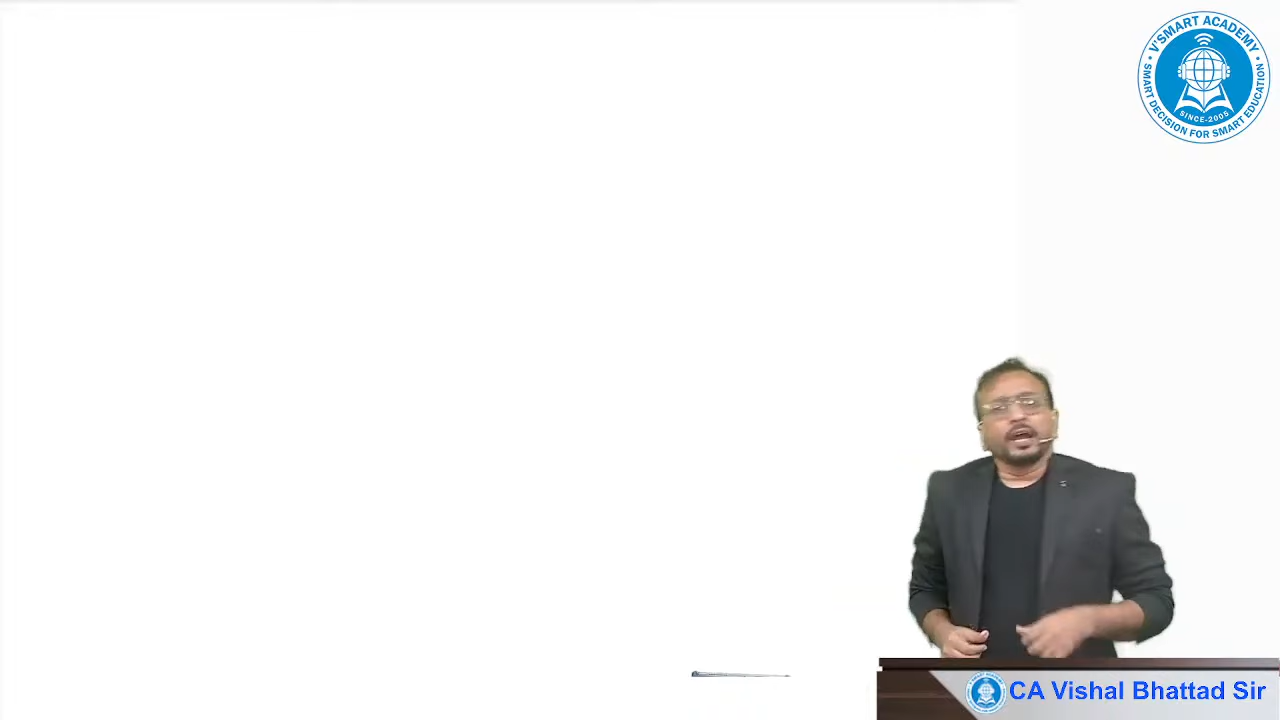 V'SMART ACADEMY
SMART DECISION FOR SMART EDUCATION
SINCE-2005
CA Vishal Bhattad Sir